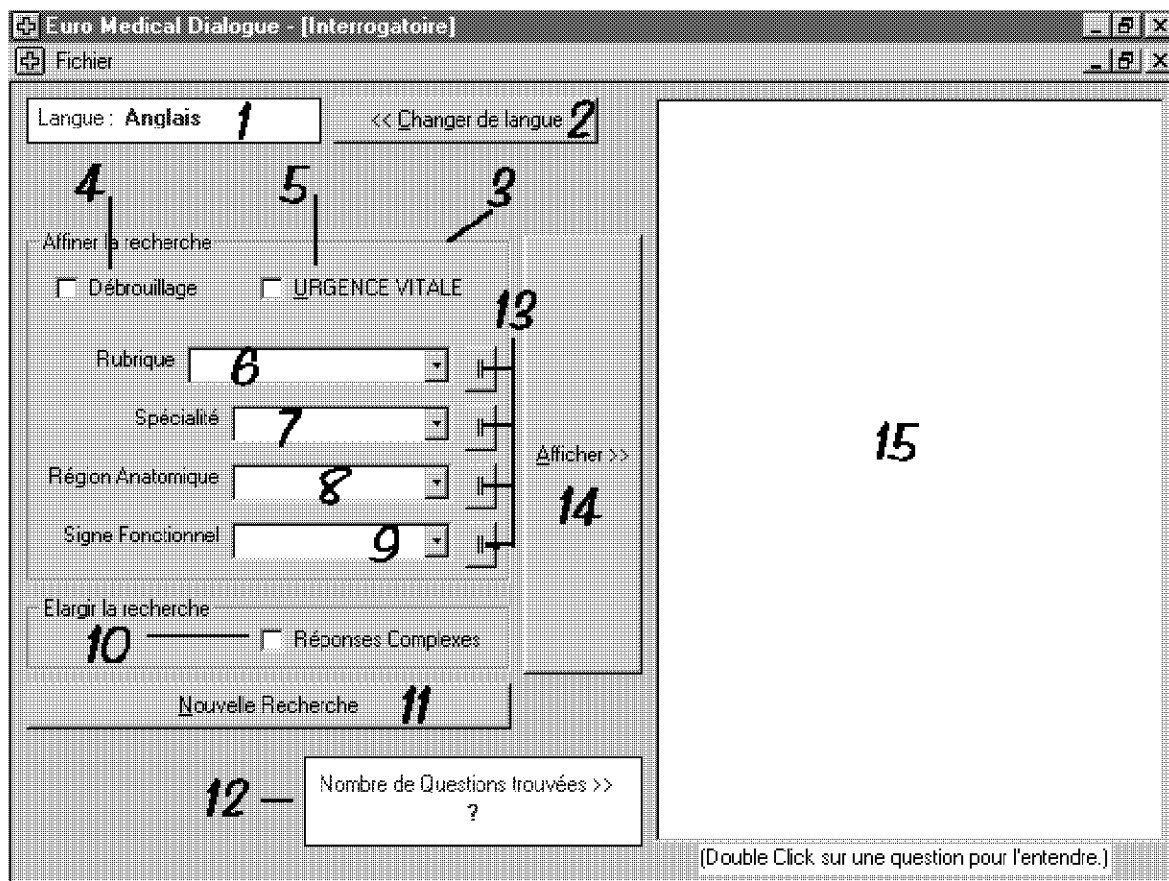 Euro Medical Dialogue - [Interrogatoire]
Fichier
Langue : Anglais 1
<< Changer de langue 2
4 5 3
Affiner la recherche
Débrouillage
URGENCE VITALE
13
Rubrique 6
Spécialité 7
Région Anatomique 8
Signe Fonctionnel 9
Afficher >>
14
15
Elargir la recherche
10 Réponses Complexes
Nouvelle Recherche 11
12
Nombre de Questions trouvées >>
?
(Double Click sur une question pour l'entendre.)